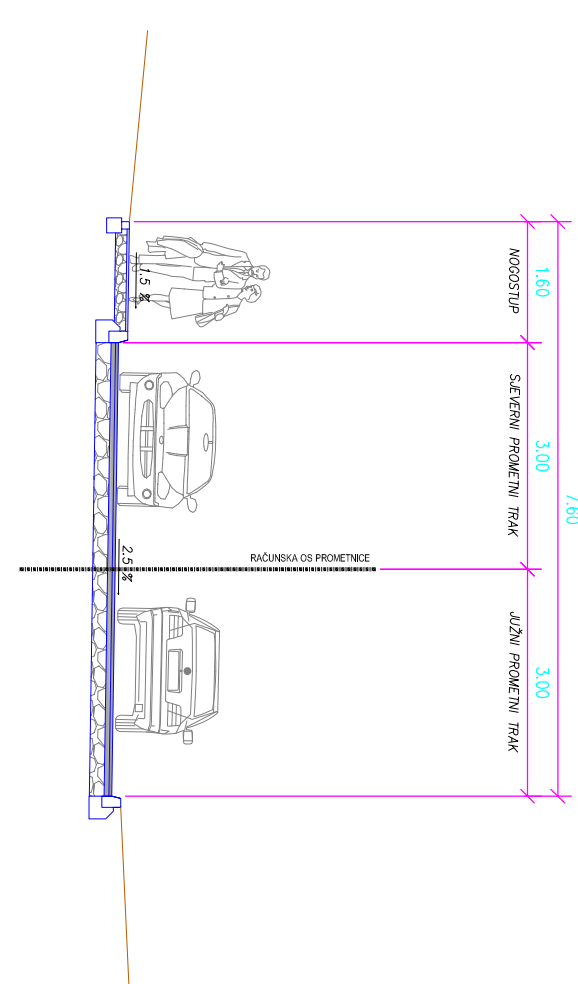 7.60
1.60
3.00
3.00
NOGOSTUP
SJEVERNI PROMETNI TRAK
JUŽNI PROMETNI TRAK
RAČUNSKA OS PROMETNICE
1.5 %
2.5 %